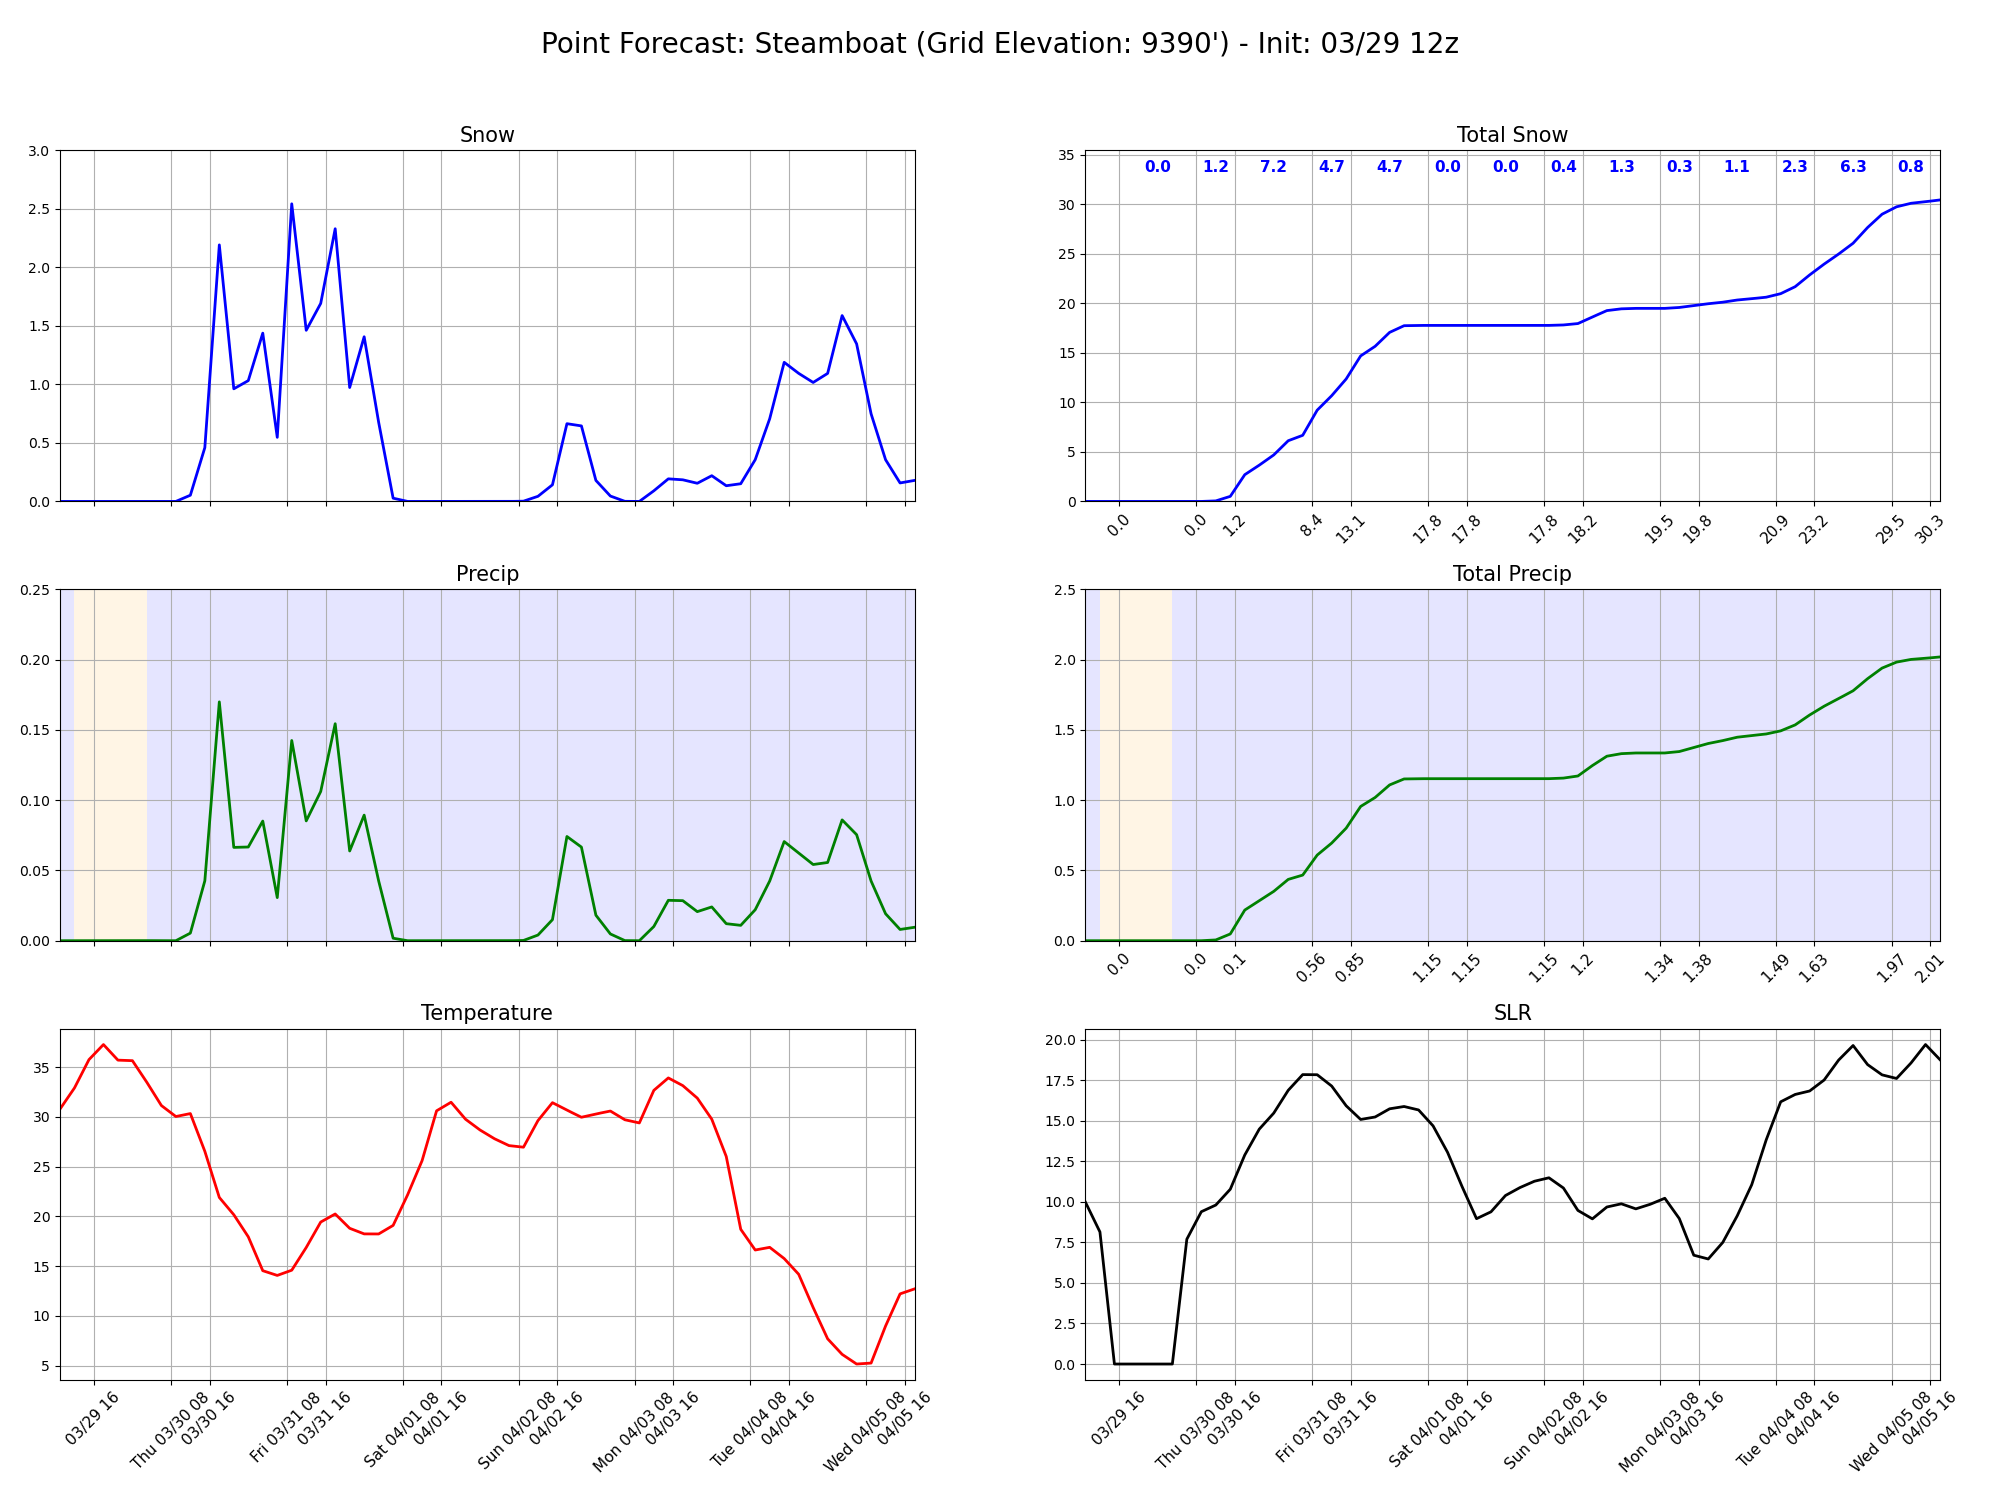 Point Forecast: Steamboat (Grid Elevation: 9390') - Init: 03/29 12z
Snow
3.0
2.5
2.0
1.5
1.0
0.5
0.0
Total Snow
0.0 1.2 7.2 4.7 4.7 0.0 0.0 0.4 1.3 0.3 1.1 2.3 6.3 0.8
35
30
25
20
15
10
5
0
0.0 0.0 1.2 8.4 13.1 17.8 17.8 17.8 18.2 19.5 19.8 20.9 23.2 29.5 30.3
Precip
0.25
0.20
0.15
0.10
0.05
0.00
Total Precip
2.5
2.0
1.5
1.0
0.5
0.0
0.0 0.0 0.1 0.56 0.85 1.15 1.15 1.15 1.2 1.34 1.38 1.49 1.63 1.97 2.01
Temperature
35
30
25
20
15
10
5
03/29 16
Thu 03/30 08
03/30 16
Fri 03/31 08
03/31 16
Sat 04/01 08
04/01 16
Sun 04/02 08
04/02 16
Mon 04/03 08
04/03 16
Tue 04/04 08
04/04 16
Wed 04/05 08
04/05 16
SLR
20.0
17.5
15.0
12.5
10.0
7.5
5.0
2.5
0.0
03/29 16
Thu 03/30 08
03/30 16
Fri 03/31 08
03/31 16
Sat 04/01 08
04/01 16
Sun 04/02 08
04/02 16
Mon 04/03 08
04/03 16
Tue 04/04 08
04/04 16
Wed 04/05 08
04/05 16